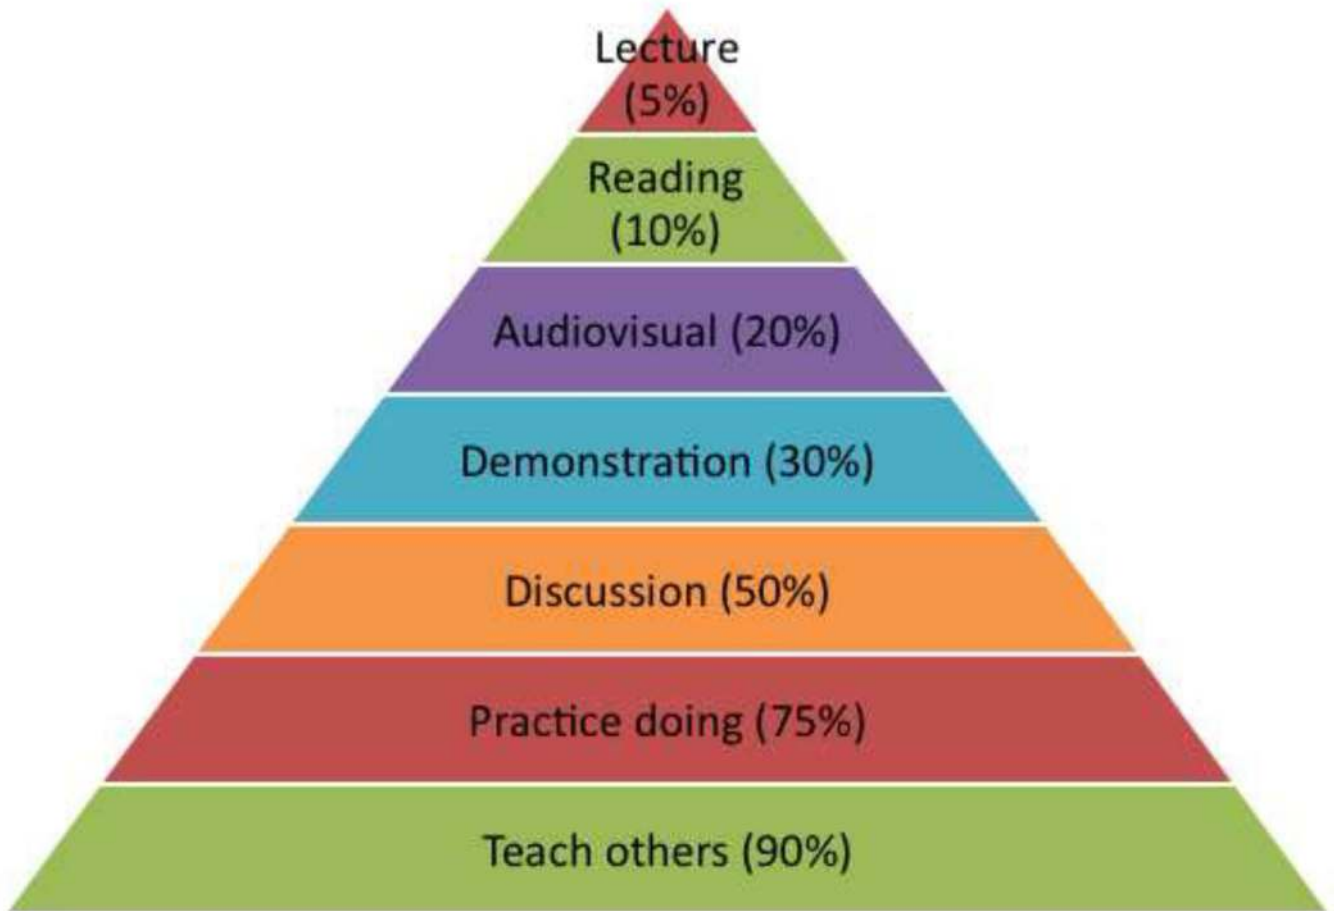 Lecture
(5%)
Reading
(10%)
Audiovisual (20%)
Demonstration (30%)
Discussion (50%)
Practice doing (75%)
Teach others (90%)